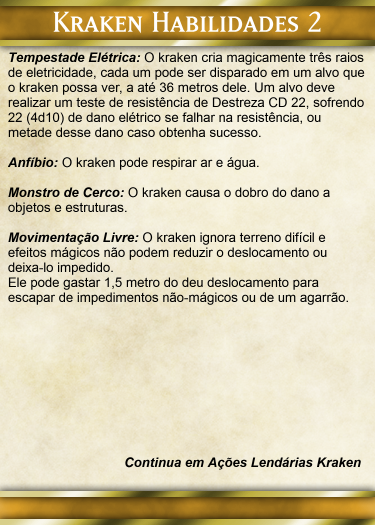 Kraken Habilidades 2
Tempestade Elétrica: O kraken cria magicamente três raios
de eletricidade, cada um pode ser disparado em um alvo que
o kraken possa ver, a até 36 metros dele. Um alvo deve
realizar um teste de resistência de Destreza CD 22, sofrendo
22 (4d10) de dano elétrico se falhar na resistência, ou
metade desse dano caso obtenha sucesso.
Anfíbio: O kraken pode respirar ar e água.
Monstro de Cerco: O kraken causa o dobro do dano a
objetos e estruturas.
Movimentação Livre: O kraken ignora terreno difícil e
efeitos mágicos não podem reduzir o deslocamento ou
deixa-lo impedido.
Ele pode gastar 1,5 metro do deu deslocamento para
escapar de impedimentos não-mágicos ou de um agarrão.
Continua em Ações Lendárias Kraken